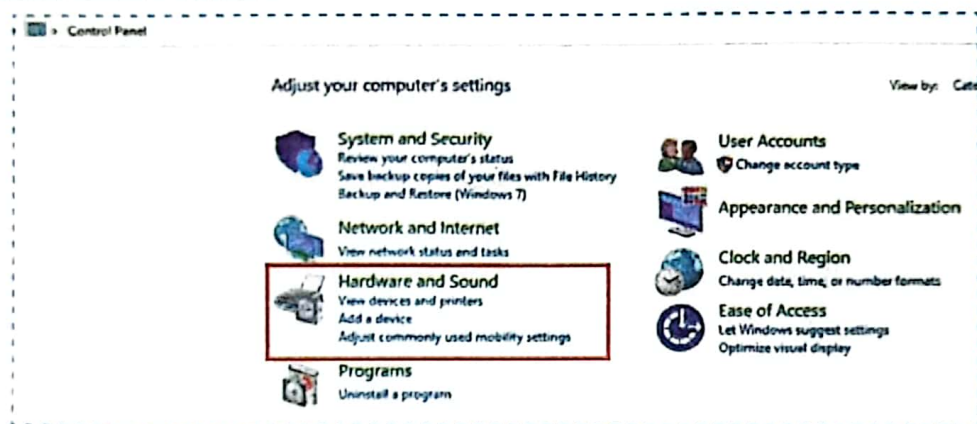 Control Panel
Adjust your computer's settings
View by: Cate
System and Security
Review your computer's status
Save backup copies of your files with File History
Backup and Restore (Windows 7)
Network and Internet
View network status and tasks
Hardware and Sound
View devices and printers
Add a device
Adjust commonly used mobility settings
Programs
Uninstall a program
User Accounts
Change account type
Appearance and Personalization
Clock and Region
Change date, time, or number formats
Ease of Access
Let Windows suggest settings
Optimize visual display